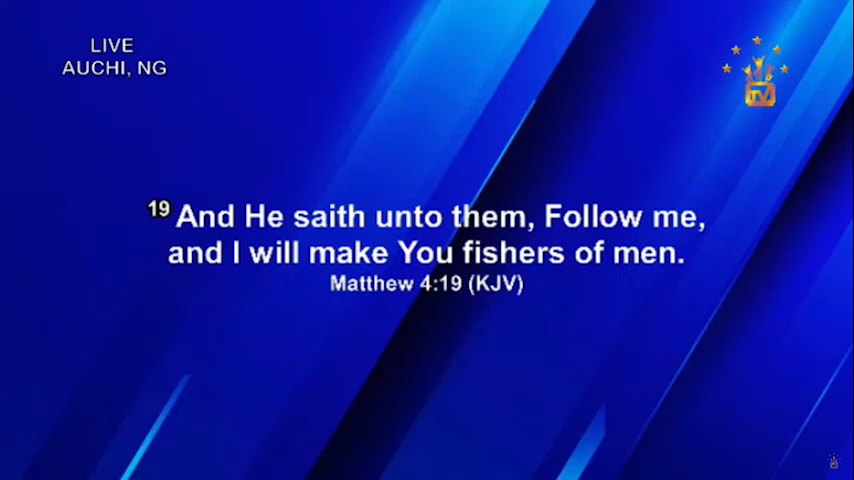 LIVE
AUCHI, NG
TV
19 And He saith unto them, Follow me,
and I will make You fishers of men.
Matthew 4:19 (KJV)